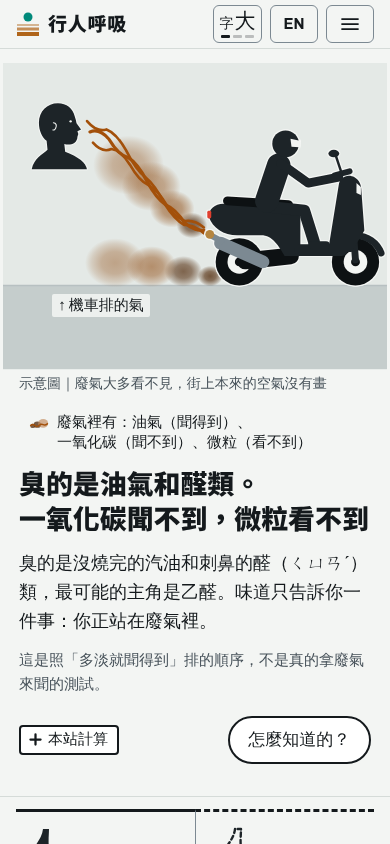 行人呼吸
字大
EN
↑機車排的氣
示意圖｜廢氣大多看不見，街上本來的空氣沒有畫
廢氣裡有：油氣（聞得到）、
一氧化碳（聞不到）、微粒（看不到）
臭的是油氣和醛類。
一氧化碳聞不到，微粒看不到
臭的是沒燒完的汽油和刺鼻的醛（ㄑㄩㄢˊ）
類，最可能的主角是乙醛。味道只告訴你一
件事：你正站在廢氣裡。
這是照「多淡就聞得到」排的順序，不是真的拿廢氣
來聞的測試。
＋ 本站計算
怎麼知道的？